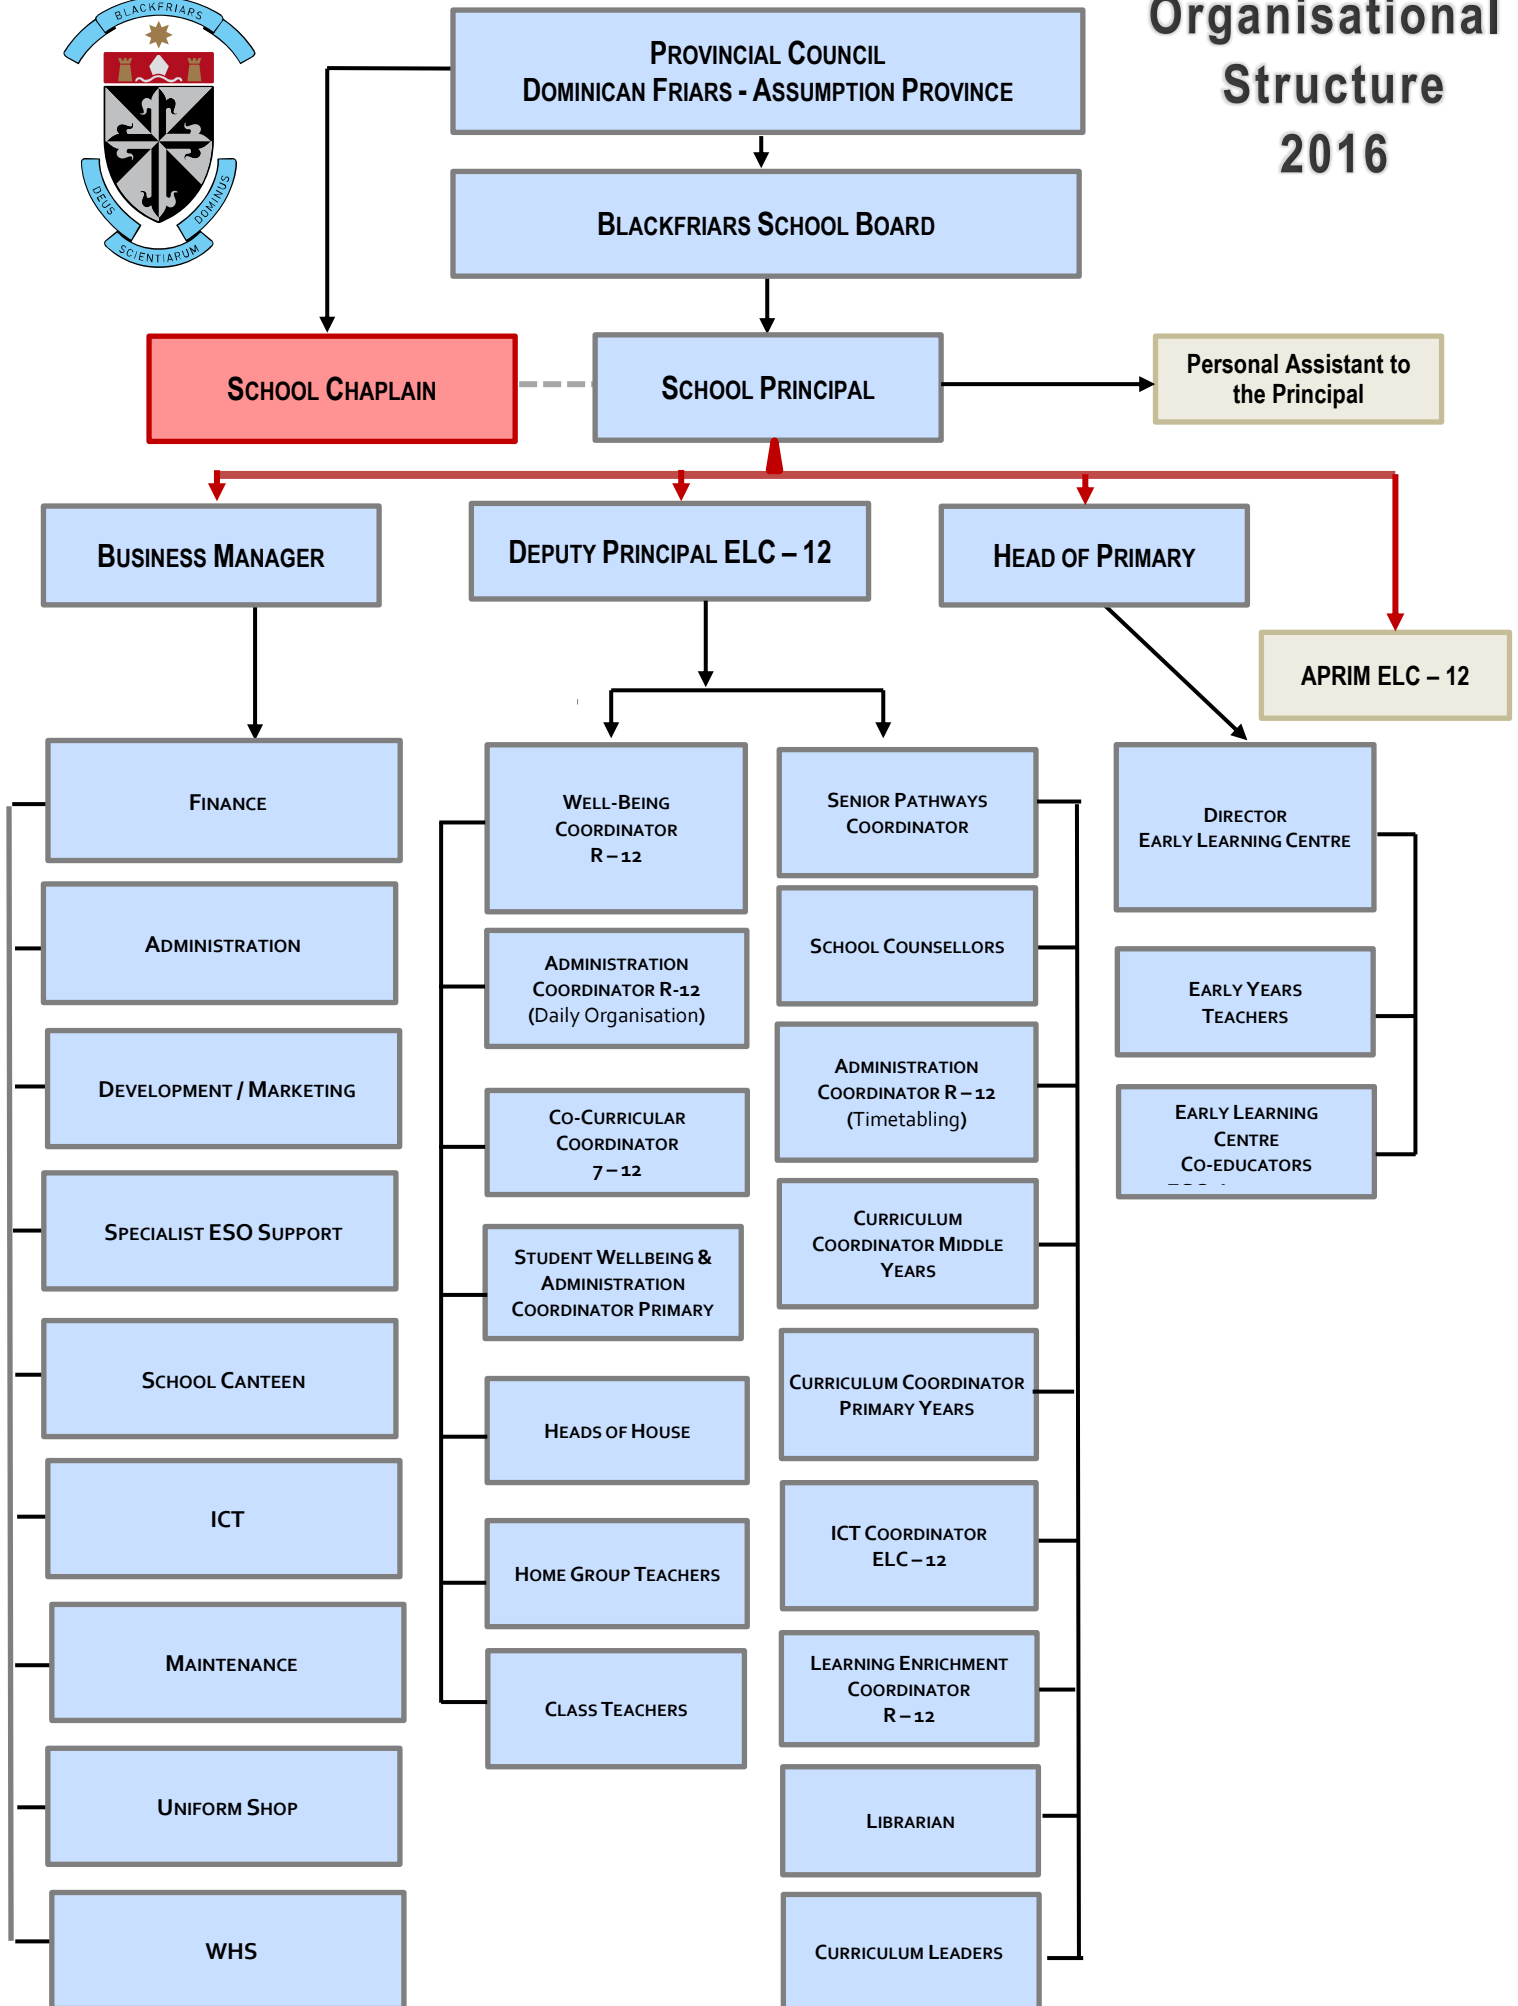 BLACKFRIARS
DEUS
SCIENTIARUM
DOMINUS
Organisational
Structure
2016
PROVINCIAL COUNCIL
DOMINICAN FRIARS - ASSUMPTION PROVINCE
BLACKFRIARS SCHOOL BOARD
SCHOOL CHAPLAIN
SCHOOL PRINCIPAL
Personal Assistant to
the Principal
BUSINESS MANAGER
DEPUTY PRINCIPAL ELC – 12
HEAD OF PRIMARY
APRIM ELC – 12
FINANCE
ADMINISTRATION
DEVELOPMENT / MARKETING
SPECIALIST ESO SUPPORT
SCHOOL CANTEEN
ICT
MAINTENANCE
UNIFORM SHOP
WHS
WELL-BEING
COORDINATOR
R – 12
ADMINISTRATION
COORDINATOR R-12
(Daily Organisation)
CO-CURRICULAR
COORDINATOR
7 – 12
STUDENT WELLBEING &
ADMINISTRATION
COORDINATOR PRIMARY
HEADS OF HOUSE
HOME GROUP TEACHERS
CLASS TEACHERS
SENIOR PATHWAYS
COORDINATOR
SCHOOL COUNSELLORS
ADMINISTRATION
COORDINATOR R – 12
(Timetabling)
CURRICULUM
COORDINATOR MIDDLE
YEARS
CURRICULUM COORDINATOR
PRIMARY YEARS
ICT COORDINATOR
ELC – 12
LEARNING ENRICHMENT
COORDINATOR
R – 12
LIBRARIAN
CURRICULUM LEADERS
DIRECTOR
EARLY LEARNING CENTRE
EARLY YEARS
TEACHERS
EARLY LEARNING
CENTRE
CO-EDUCATORS